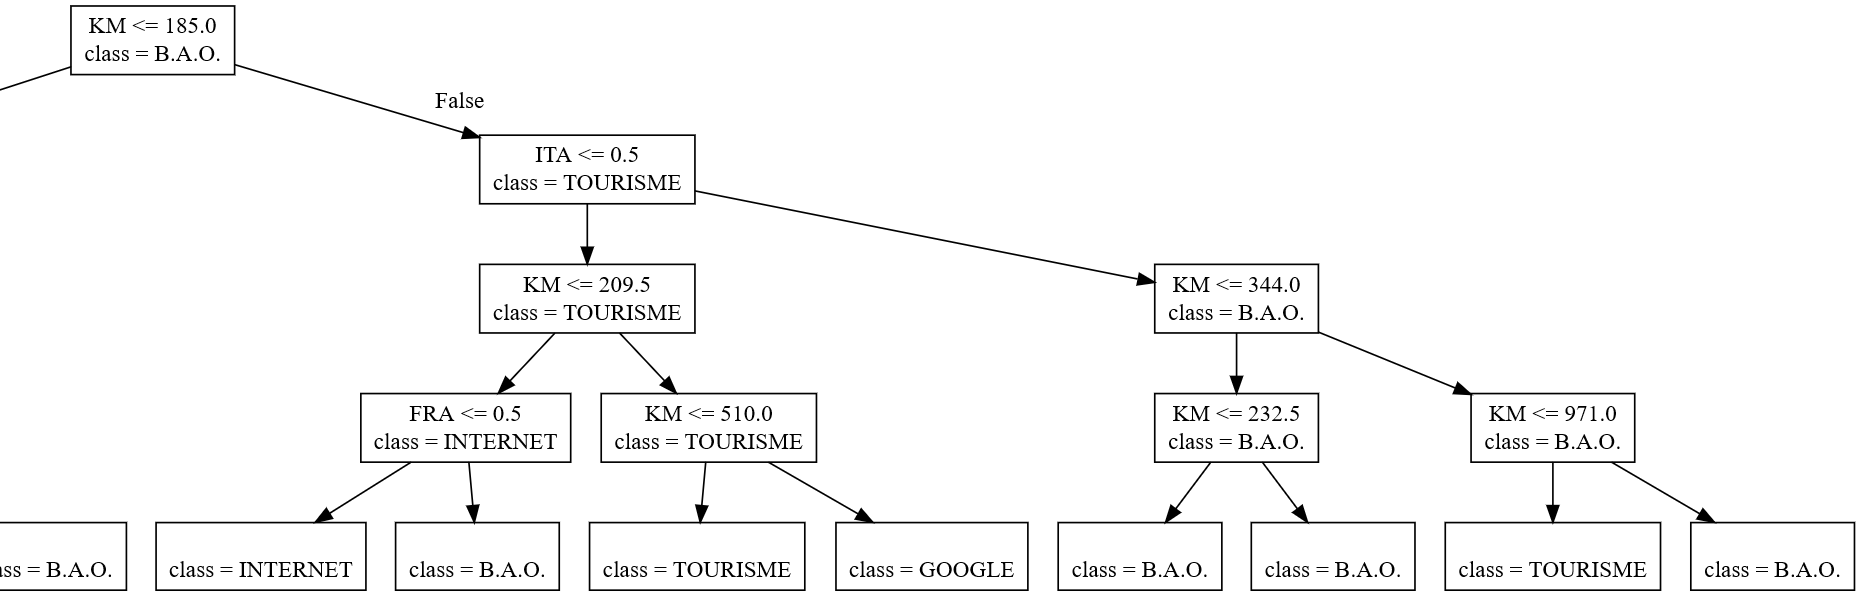 KM <= 185.0
class = B.A.O.
False
ITA <= 0.5
class = TOURISME
KM <= 209.5
class = TOURISME
KM <= 344.0
class = B.A.O.
FRA <= 0.5
class = INTERNET
KM <= 510.0
class = TOURISME
KM <= 232.5
class = B.A.O.
KM <= 971.0
class = B.A.O.
ass = B.A.O.
class = INTERNET
class = B.A.O.
class = TOURISME
class = GOOGLE
class = B.A.O.
class = B.A.O.
class = TOURISME
class = B.A.O.